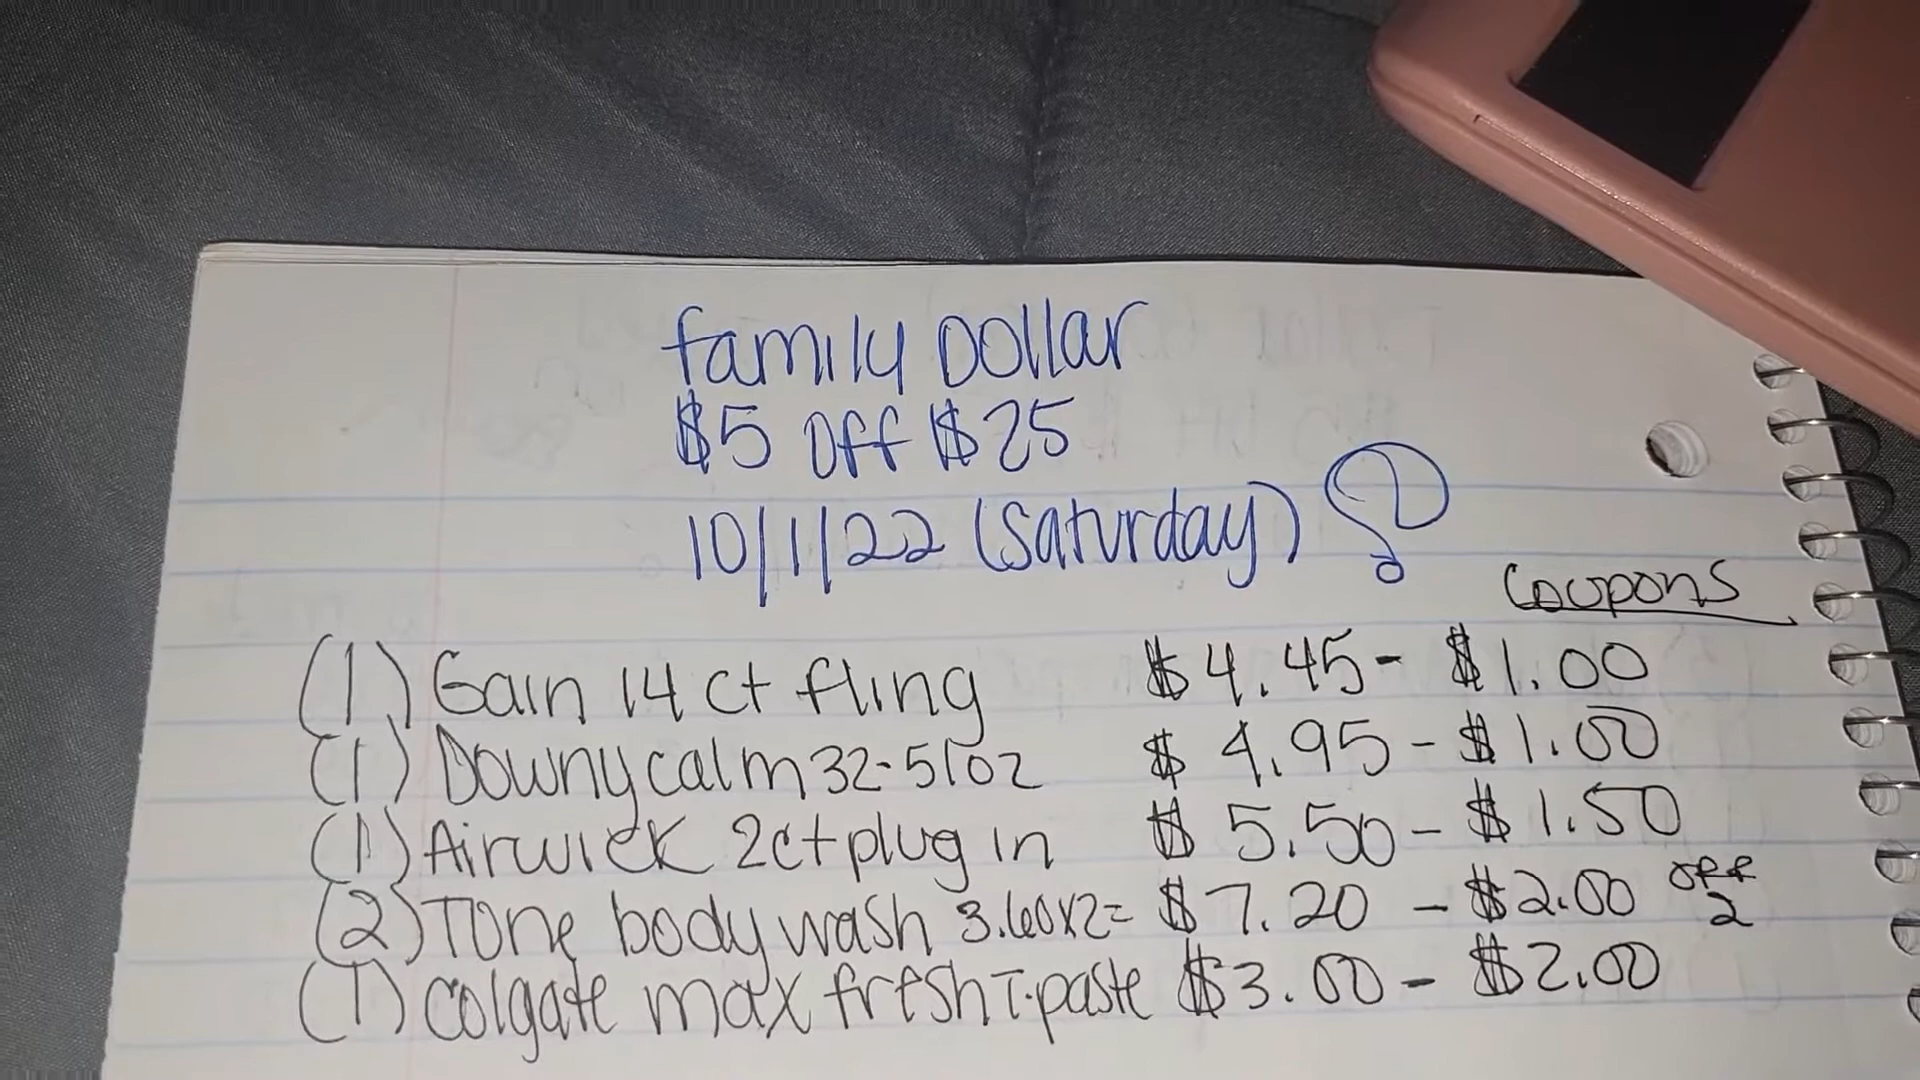 family Dollar
$5 off $25
10/1/22 (Saturday)
Coupons
(1) Gain 14 ct fling $4.45 - $1.00
(1) Downy calm 32-51oz $4.95 - $1.00
(1) Airwick 2ct plug in $5.50 - $1.50
(2) Tone body wash 3.60x2= $7.20 - $2.00 off 2
(1) Colgate max fresh T-paste $3.00 - $2.00